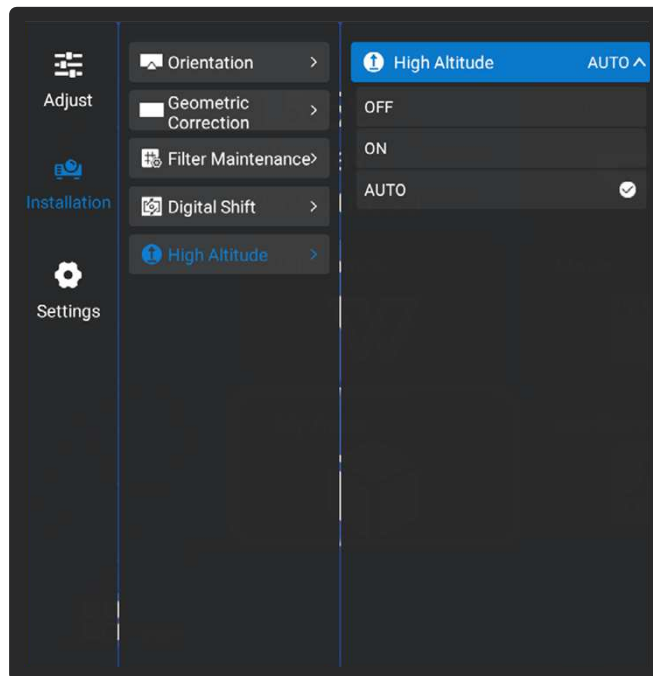 Adjust
Installation
Settings
Orientation
Geometric
Correction
Filter Maintenance
Digital Shift
High Altitude
High Altitude AUTO
OFF
ON
AUTO